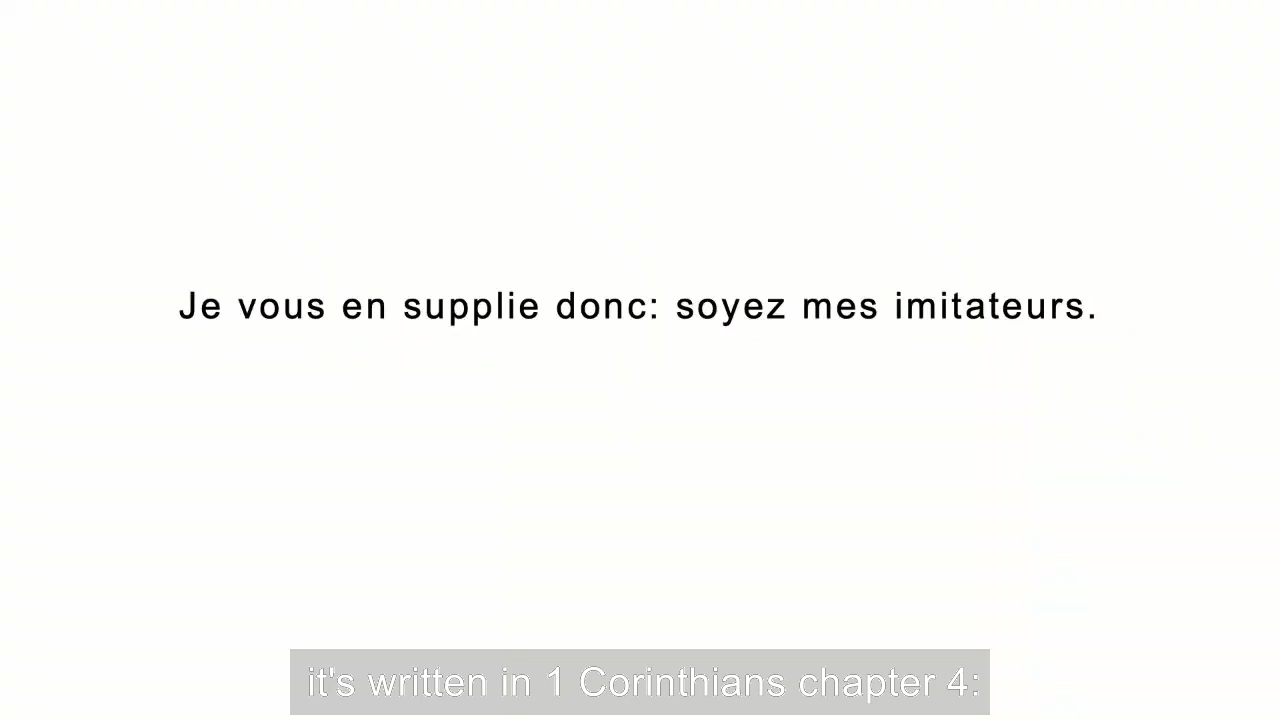 Je vous en supplie donc: soyez mes imitateurs.
it's written in 1 Corinthians chapter 4: